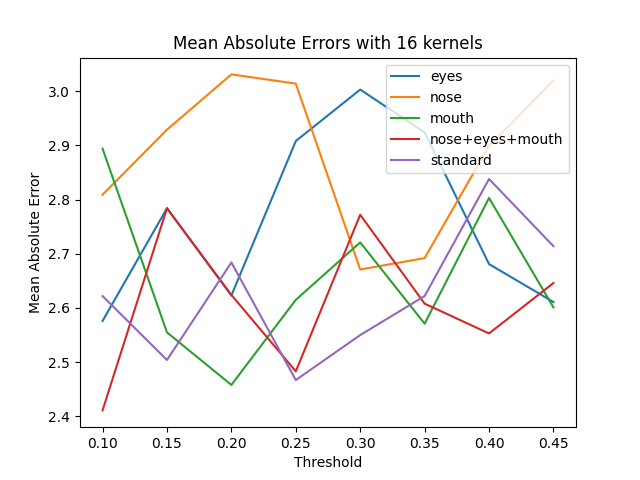 Mean Absolute Errors with 16 kernels
eyes
nose
mouth
nose+eyes+mouth
standard
3.0
2.9
2.8
2.7
2.6
2.5
2.4
Mean Absolute Error
0.10 0.15 0.20 0.25 0.30 0.35 0.40 0.45
Threshold